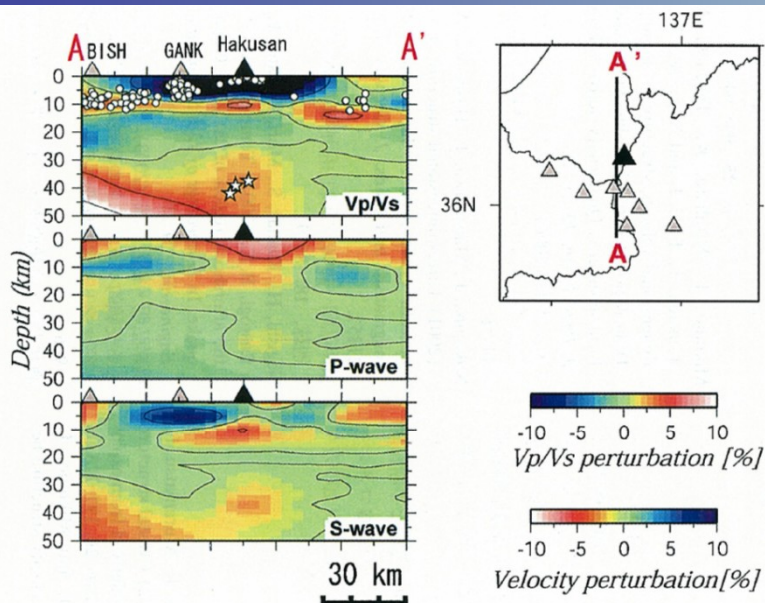 A BISH GANK Hakusan A'
0
10
20
30
40
50
Vp/Vs
0
10
20
30
40
50
P-wave
0
10
20
30
40
50
S-wave
Depth (km)
30 km
137E
A'
36N
A
-10 -5 0 5 10
Vp/Vs perturbation [%]
-10 -5 0 5 10
Velocity perturbation[%]